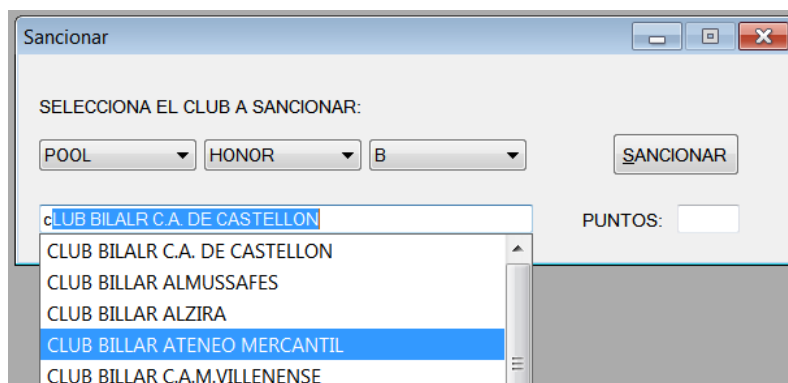 Sancionar
SELECCIONA EL CLUB A SANCIONAR:
POOL HONOR B SANCIONAR
cLUB BILALR C.A. DE CASTELLON PUNTOS:
CLUB BILALR C.A. DE CASTELLON
CLUB BILLAR ALMUSSAFES
CLUB BILLAR ALZIRA
CLUB BILLAR ATENEO MERCANTIL
CLUB BILLAR C.A.M.VILLENENSE